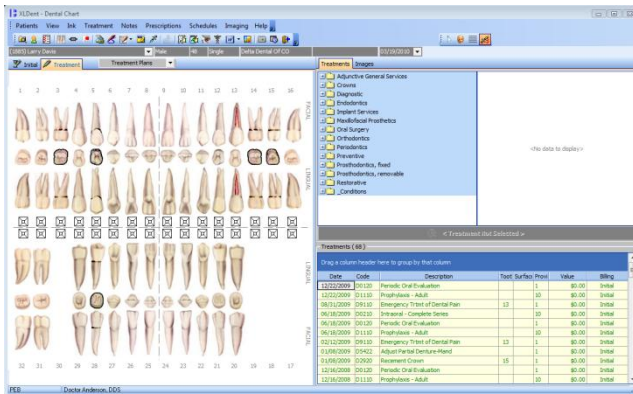 XLDent - Dental Chart
Patients View Ink Treatment Notes Prescriptions Schedules Imaging Help
(1885) Larry Davis Male 48 Single Delta Dental Of CO 03/19/2010
Initial Treatment Treatment Plans
Treatments Images
Adjunctive General Services
Crowns
Diagnostic
Endodontics
Implant Services
Maxillofacial Prosthetics
Oral Surgery
Orthodontics
Periodontics
Preventive
Prosthodontics, fixed
Prosthodontics, removable
Restorative
_Conditions
<No data to display>
1 2 3 4 5 6 7 8 9 10 11 12 13 14 15 16
FACIAL
LINGUAL
LINGUAL
FACIAL
32 31 30 29 28 27 26 25 24 23 22 21 20 19 18 17
< Treatment Not Selected >
Treatments ( 68 )
Drag a column header here to group by that column
Date Code Description Toot Surface Provi Value Billing
12/22/2009 D0120 Periodic Oral Evaluation 1 $0.00 Initial
12/22/2009 D1110 Prophylaxis - Adult 10 $0.00 Initial
08/31/2009 D9110 Emergency Trtmt of Dental Pain 13 1 $0.00 Initial
06/18/2009 D0210 Intraoral - Complete Series 10 $0.00 Initial
06/18/2009 D0120 Periodic Oral Evaluation 1 $0.00 Initial
06/18/2009 D1110 Prophylaxis - Adult 10 $0.00 Initial
02/12/2009 D9110 Emergency Trtmt of Dental Pain 13 1 $0.00 Initial
01/08/2009 D5422 Adjust Partial Denture-Mand 1 $0.00 Initial
01/08/2009 D2920 Recement Crown 15 1 $0.00 Initial
12/16/2008 D0120 Periodic Oral Evaluation 1 $0.00 Initial
12/16/2008 D1110 Prophylaxis - Adult 10 $0.00 Initial
PEB Doctor Anderson, DDS